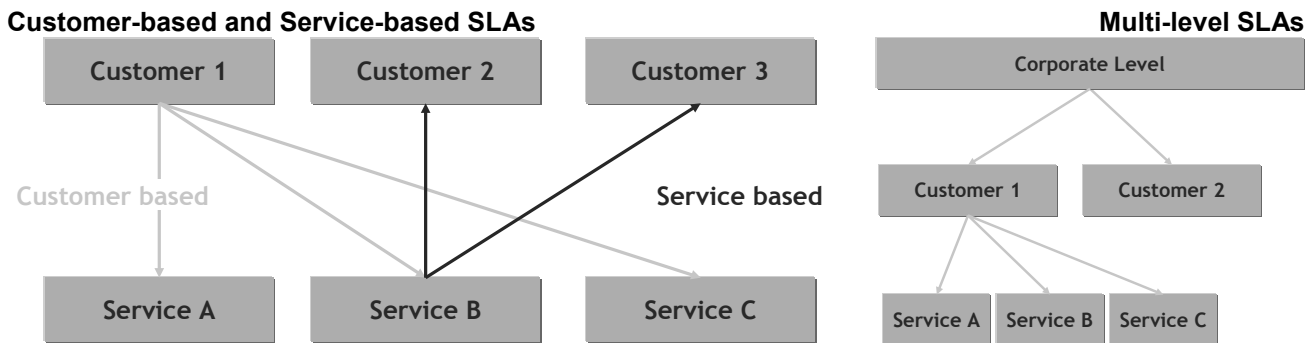 Customer-based and Service-based SLAs
Multi-level SLAs
Customer 1
Customer 2
Customer 3
Corporate Level
Customer based
Service based
Customer 1
Customer 2
Service A
Service B
Service C
Service A
Service B
Service C